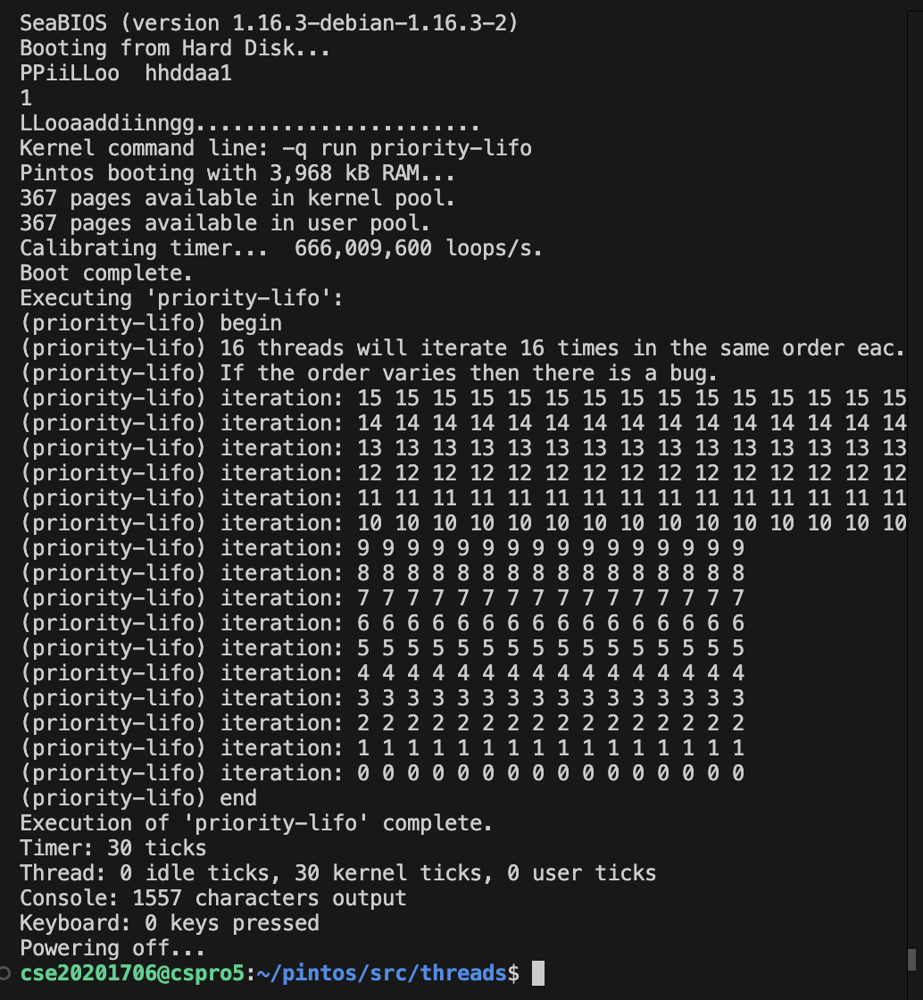 SeaBIOS (version 1.16.3-debian-1.16.3-2)
Booting from Hard Disk...
PPiiLLoo  hhddaa1
1
LLooaaddiinngg.......................
Kernel command line: -q run priority-lifo
Pintos booting with 3,968 kB RAM...
367 pages available in kernel pool.
367 pages available in user pool.
Calibrating timer...  666,009,600 loops/s.
Boot complete.
Executing 'priority-lifo':
(priority-lifo) begin
(priority-lifo) 16 threads will iterate 16 times in the same order eac.
(priority-lifo) If the order varies then there is a bug.
(priority-lifo) iteration: 15 15 15 15 15 15 15 15 15 15 15 15 15 15 15
(priority-lifo) iteration: 14 14 14 14 14 14 14 14 14 14 14 14 14 14 14
(priority-lifo) iteration: 13 13 13 13 13 13 13 13 13 13 13 13 13 13 13
(priority-lifo) iteration: 12 12 12 12 12 12 12 12 12 12 12 12 12 12 12
(priority-lifo) iteration: 11 11 11 11 11 11 11 11 11 11 11 11 11 11 11
(priority-lifo) iteration: 10 10 10 10 10 10 10 10 10 10 10 10 10 10 10
(priority-lifo) iteration: 9 9 9 9 9 9 9 9 9 9 9 9 9 9 9 9
(priority-lifo) iteration: 8 8 8 8 8 8 8 8 8 8 8 8 8 8 8 8
(priority-lifo) iteration: 7 7 7 7 7 7 7 7 7 7 7 7 7 7 7 7
(priority-lifo) iteration: 6 6 6 6 6 6 6 6 6 6 6 6 6 6 6 6
(priority-lifo) iteration: 5 5 5 5 5 5 5 5 5 5 5 5 5 5 5 5
(priority-lifo) iteration: 4 4 4 4 4 4 4 4 4 4 4 4 4 4 4 4
(priority-lifo) iteration: 3 3 3 3 3 3 3 3 3 3 3 3 3 3 3 3
(priority-lifo) iteration: 2 2 2 2 2 2 2 2 2 2 2 2 2 2 2 2
(priority-lifo) iteration: 1 1 1 1 1 1 1 1 1 1 1 1 1 1 1 1
(priority-lifo) iteration: 0 0 0 0 0 0 0 0 0 0 0 0 0 0 0 0
(priority-lifo) end
Execution of 'priority-lifo' complete.
Timer: 30 ticks
Thread: 0 idle ticks, 30 kernel ticks, 0 user ticks
Console: 1557 characters output
Keyboard: 0 keys pressed
Powering off...
cse20201706@cspro5:~/pintos/src/threads$